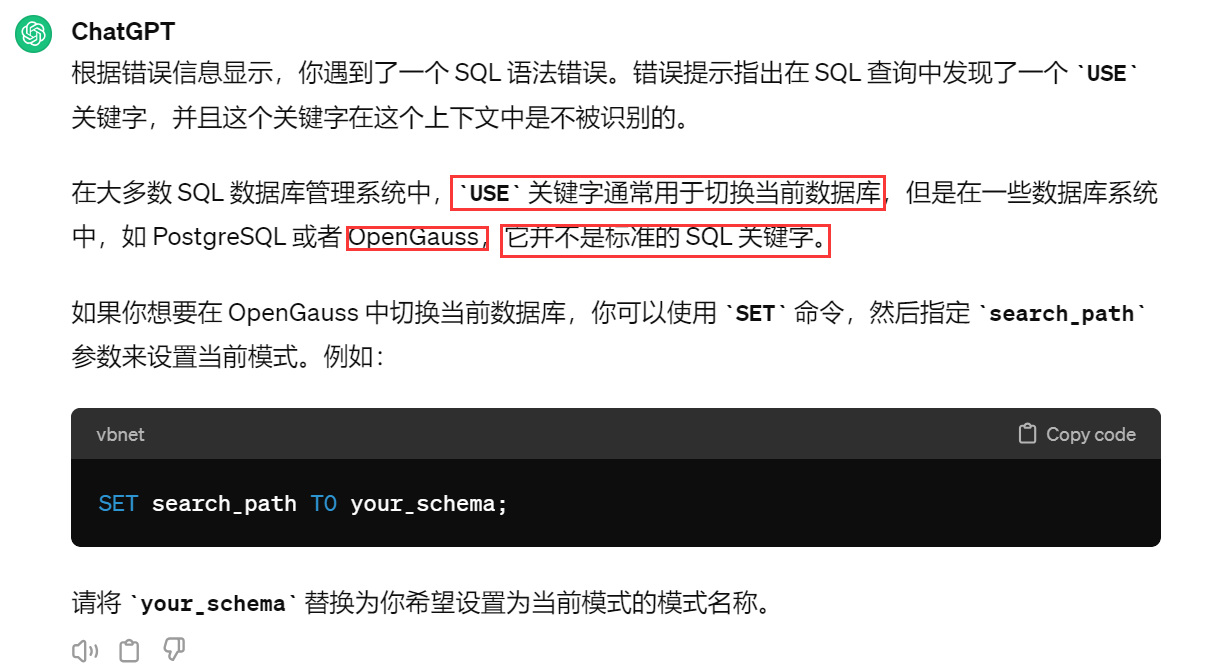 ChatGPT
根据错误信息显示，你遇到了一个 SQL 语法错误。错误提示指出在 SQL 查询中发现了一个 `USE`
关键字，并且这个关键字在这个上下文中是不被识别的。
在大多数 SQL 数据库管理系统中，`USE` 关键字通常用于切换当前数据库，但是在一些数据库系统
中，如 PostgreSQL 或者 OpenGauss，它并不是标准的 SQL 关键字。
如果你想要在 OpenGauss 中切换当前数据库，你可以使用 `SET` 命令，然后指定 `search_path`
参数来设置当前模式。例如：
vbnet Copy code
SET search_path TO your_schema;
请将 `your_schema` 替换为你希望设置为当前模式的模式名称。